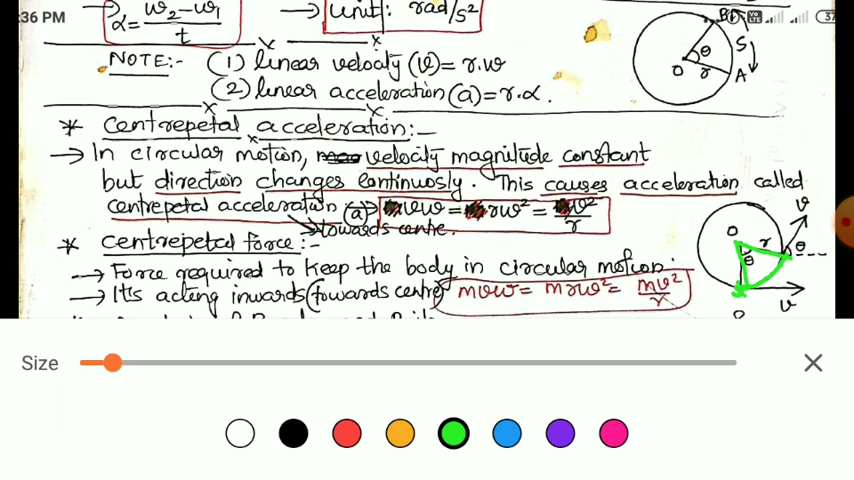 :36 PM
α = ω2 - ω1 / t
→ Unit: rad/s²
NOTE:- (1) linear velocity (v) = r.ω
(2) linear acceleration (a) = r.α.
B
θ
S
O
r
A
* Centrepetal acceleration:-
→ In circular motion, velocity magnitude constant
but direction changes continuosly. This causes acceleration called
centrepetal acceleration (a) → vω = rω² = v²/r
→ towards centre.
* Centrepetal force:-
→ Force required to keep the body in circular motion.
→ It's acting inwards (towards centre) mvω = mrω² = mv²/r
v
O
r
θ
θ
v
Size